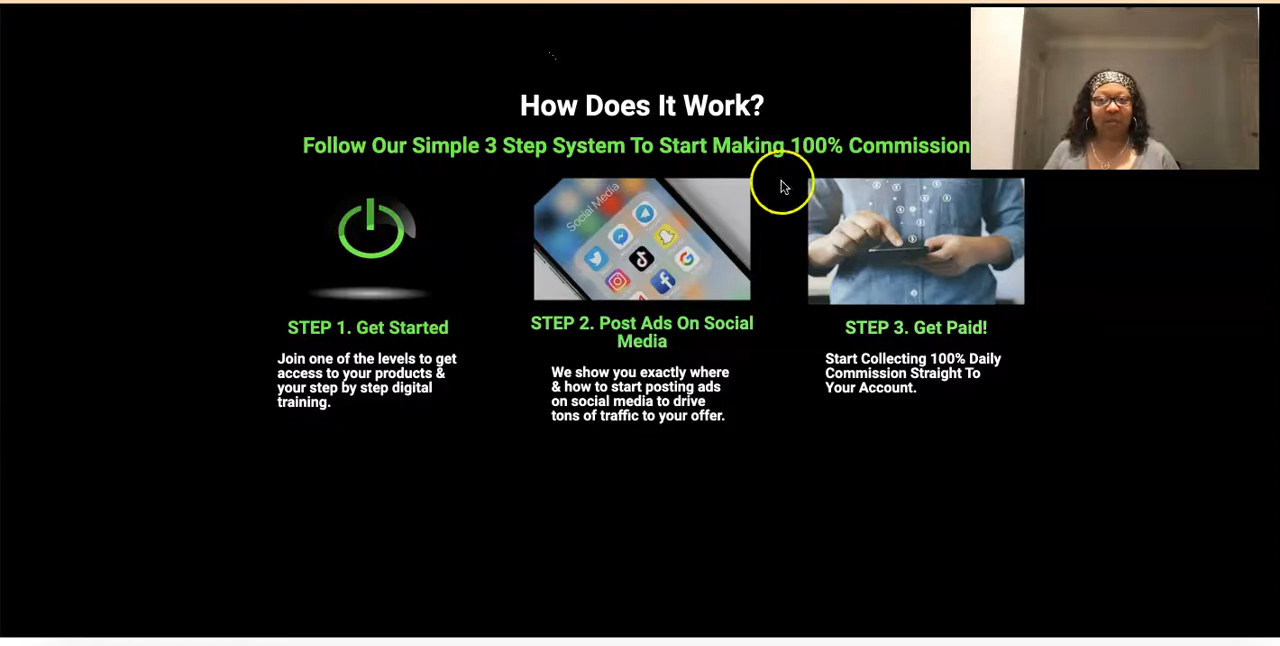 How Does It Work?
Follow Our Simple 3 Step System To Start Making 100% Commission
Social Media
STEP 1. Get Started
Join one of the levels to get
access to your products &
your step by step digital
training.
STEP 2. Post Ads On Social
Media
We show you exactly where
& how to start posting ads
on social media to drive
tons of traffic to your offer.
STEP 3. Get Paid!
Start Collecting 100% Daily
Commission Straight To
Your Account.